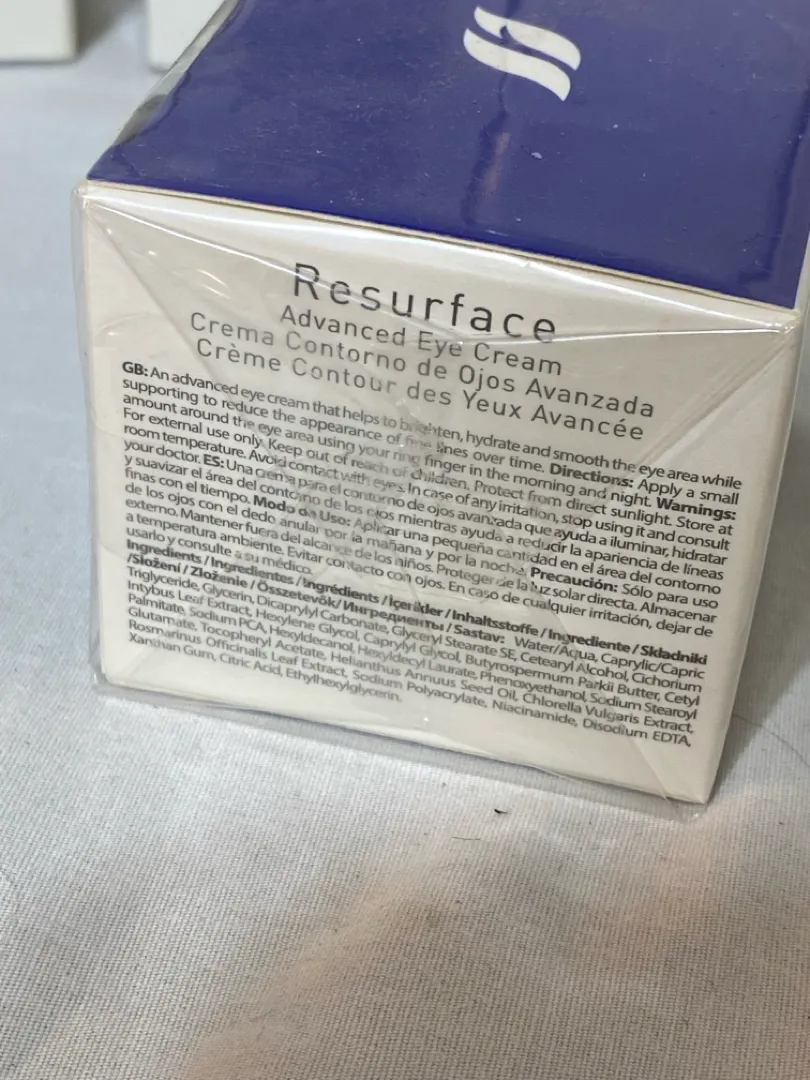 Resurface
Advanced Eye Cream
Crema Contorno de Ojos Avanzada
Crème Contour des Yeux Avancée
GB: An advanced eye cream that helps to brighten, hydrate and smooth the eye area while
supporting to reduce the appearance of fine lines over time. Directions: Apply a small
amount around the eye area using your ring finger in the morning and night. Warnings:
For external use only. Keep out of reach of children. Protect from direct sunlight. Store at
room temperature. Avoid contact with eyes. In case of any irritation, stop using it and consult
your doctor. ES: Una crema para el contorno de ojos avanzada que ayuda a iluminar, hidratar
y suavizar el área del contorno de los ojos mientras ayuda a reducir la apariencia de líneas
finas con el tiempo. Modo de Uso: Aplicar una pequeña cantidad en el área del contorno
de los ojos con el dedo anular por la mañana y por la noche. Precaución: Sólo para uso
externo. Mantener fuera del alcance de los niños. Proteger de la luz solar directa. Almacenar
a temperatura ambiente. Evitar contacto con ojos. En caso de cualquier irritación, dejar de
usarlo y consulte a su médico.
Ingredients / Ingredientes / Ingrédients / İçerikler / Inhaltsstoffe / Ingrediente / Składniki
/Složení / Zloženie / Összetevők/ Ингредиенты / Sastav: Water/Aqua, Caprylic/Capric
Triglyceride, Glycerin, Dicaprylyl Carbonate, Glyceryl Stearate SE, Cetearyl Alcohol, Cichorium
Intybus Leaf Extract, Hexylene Glycol, Caprylyl Glycol, Butyrospermum Parkii Butter, Cetyl
Palmitate, Sodium PCA, Hexyldecanol, Hexyldecyl Laurate, Phenoxyethanol, Sodium Stearoyl
Glutamate, Tocopheryl Acetate, Helianthus Annuus Seed Oil, Chlorella Vulgaris Extract,
Rosmarinus Officinalis Leaf Extract, Sodium Polyacrylate, Niacinamide, Disodium EDTA,
Xanthan Gum, Citric Acid, Ethylhexylglycerin.